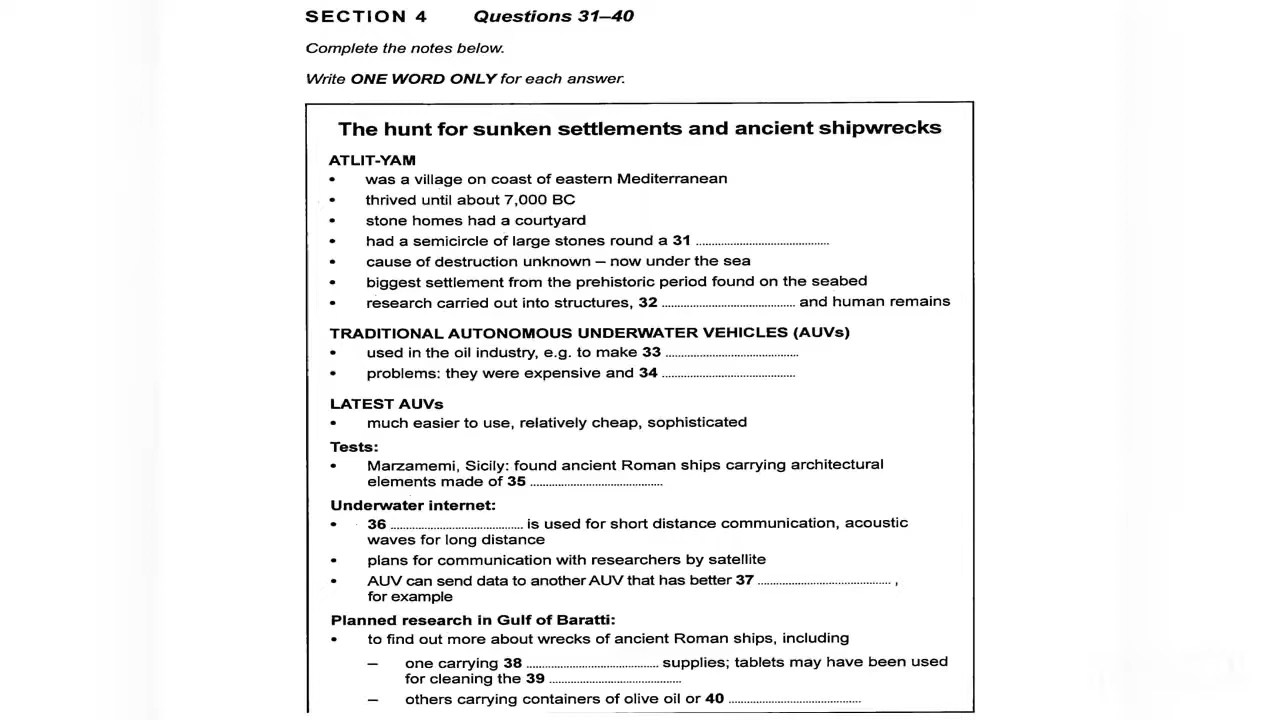 SECTION 4 Questions 31–40
Complete the notes below.
Write ONE WORD ONLY for each answer.
The hunt for sunken settlements and ancient shipwrecks
ATLIT-YAM
• was a village on coast of eastern Mediterranean
• thrived until about 7,000 BC
• stone homes had a courtyard
• had a semicircle of large stones round a 31 ..........................................
• cause of destruction unknown – now under the sea
• biggest settlement from the prehistoric period found on the seabed
• research carried out into structures, 32 .......................................... and human remains
TRADITIONAL AUTONOMOUS UNDERWATER VEHICLES (AUVs)
• used in the oil industry, e.g. to make 33 ..........................................
• problems: they were expensive and 34 ..........................................
LATEST AUVs
• much easier to use, relatively cheap, sophisticated
Tests:
• Marzamemi, Sicily: found ancient Roman ships carrying architectural
elements made of 35 ..........................................
Underwater internet:
• 36 .......................................... is used for short distance communication, acoustic
waves for long distance
• plans for communication with researchers by satellite
• AUV can send data to another AUV that has better 37 .......................................... ,
for example
Planned research in Gulf of Baratti:
• to find out more about wrecks of ancient Roman ships, including
– one carrying 38 .......................................... supplies; tablets may have been used
for cleaning the 39 ..........................................
– others carrying containers of olive oil or 40 ..........................................